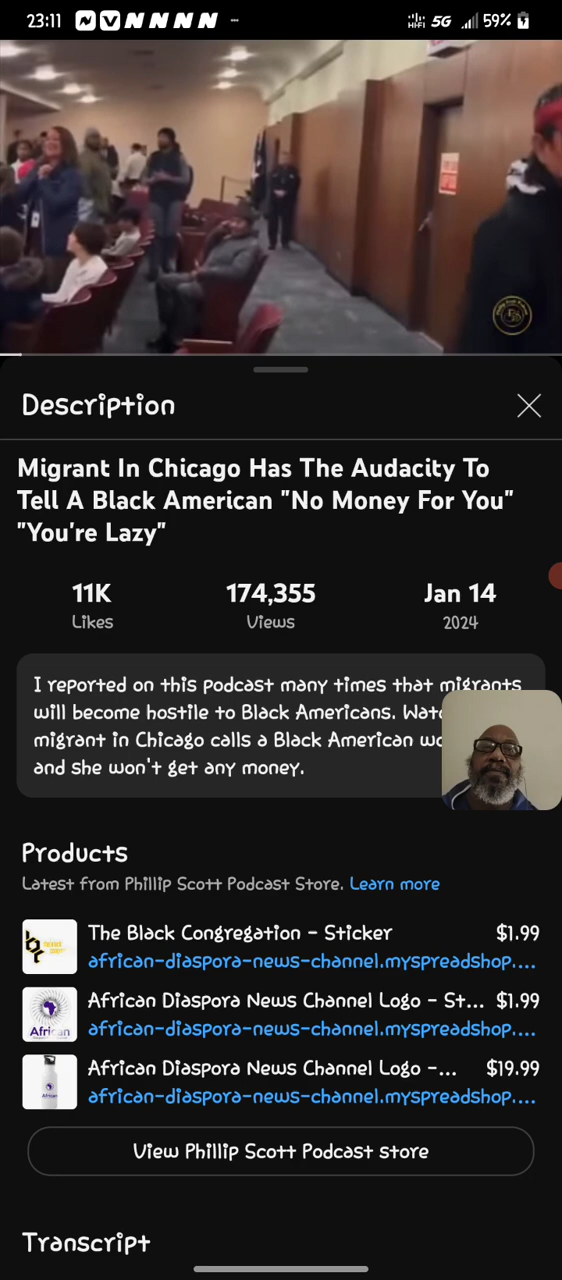 23:11
HiFi 5G 59%
Description
Migrant In Chicago Has The Audacity To
Tell A Black American "No Money For You"
"You're Lazy"
11K 174,355 Jan 14
Likes Views 2024
I reported on this podcast many times that migrants
will become hostile to Black Americans.
migrant in Chicago calls a Black American
and she won't get any money.
Products
Latest from Phillip Scott Podcast Store. Learn more
The Black Congregation - Sticker $1.99
african-diaspora-news-channel.myspreadshop....
African Diaspora News Channel Logo - St... $1.99
african-diaspora-news-channel.myspreadshop....
African Diaspora News Channel Logo -... $19.99
african-diaspora-news-channel.myspreadshop....
View Phillip Scott Podcast store
Transcript